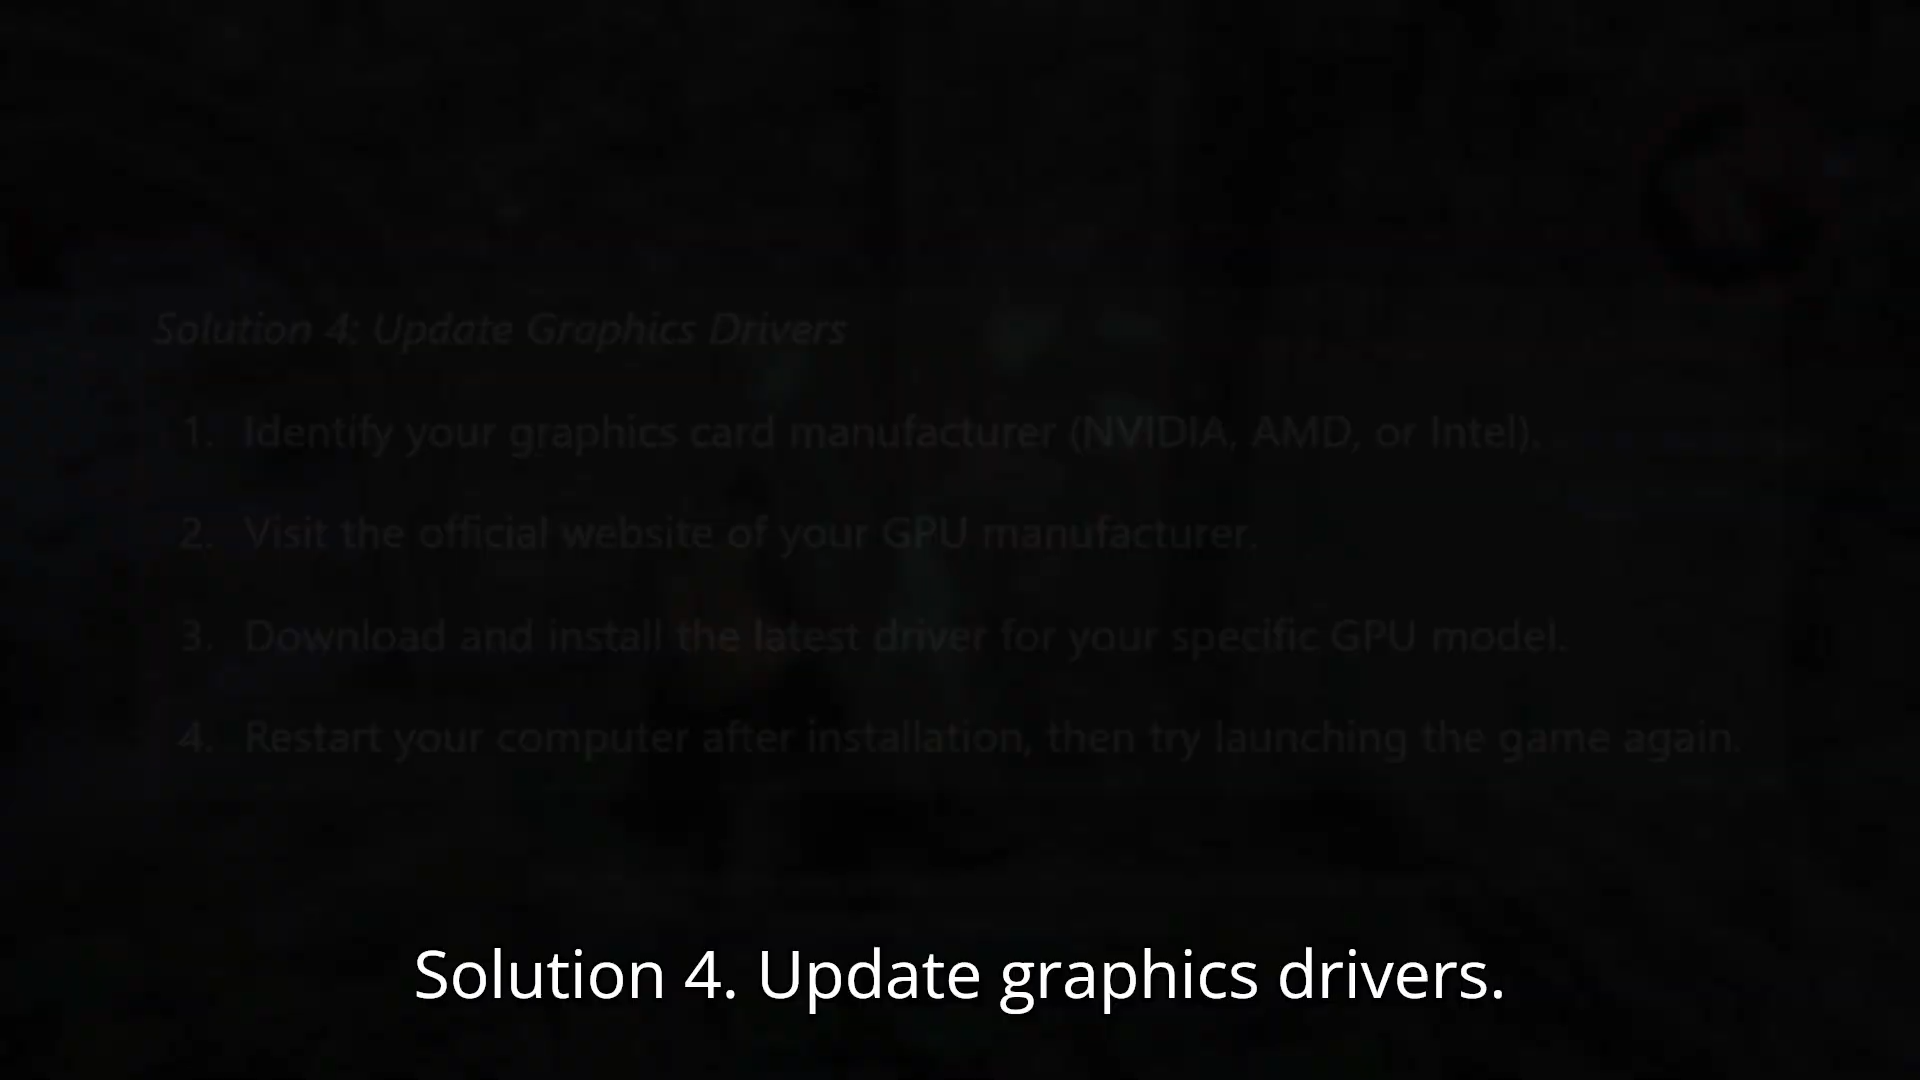 Solution 4: Update Graphics Drivers
1. Identify your graphics card manufacturer (NVIDIA, AMD, or Intel).
2. Visit the official website of your GPU manufacturer.
3. Download and install the latest driver for your specific GPU model.
4. Restart your computer after installation, then try launching the game again.
Solution 4. Update graphics drivers.